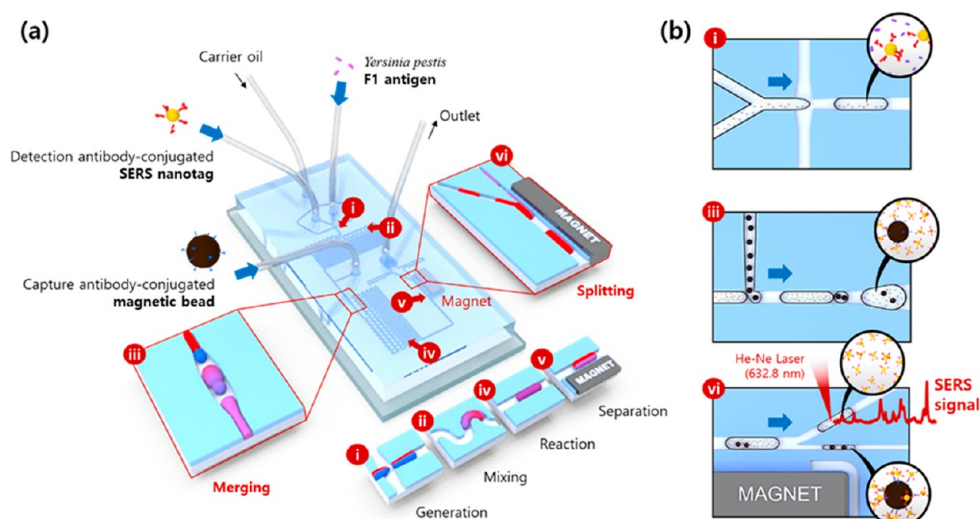 (a)
Carrier oil
Yersinia pestis
F1 antigen
Outlet
Detection antibody-conjugated
SERS nanotag
i
ii
vi
MAGNET
Splitting
Capture antibody-conjugated
magnetic bead
v
Magnet
iv
iii
Merging
i
Generation
ii
Mixing
iv
Reaction
v
MAGNET
Separation
(b)
i
iii
He-Ne Laser
(632.8 nm)
vi
SERS
signal
MAGNET